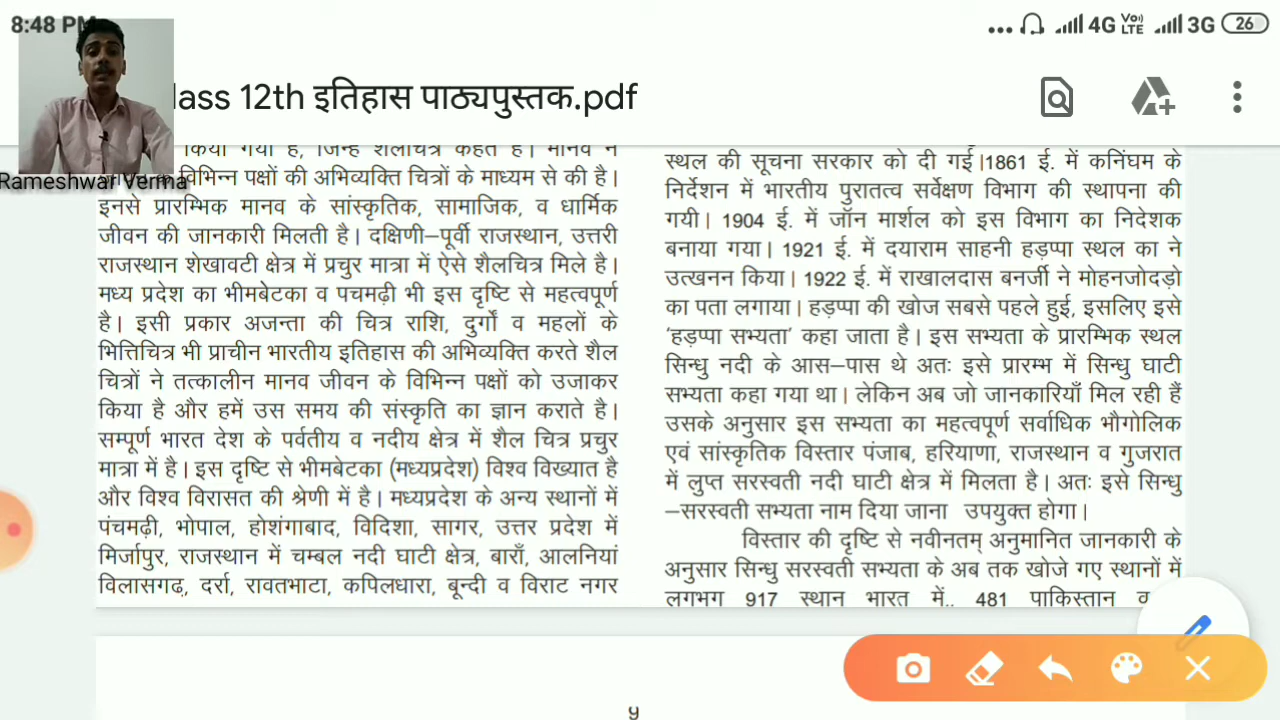 8:48 PM
4G Vo)) LTE 3G 26
lass 12th इतिहास पाठ्यपुस्तक.pdf
Rameshwar Verma
किया गया है, जिन्हें शैलचित्र कहते है। मानव ने
विभिन्न पक्षों की अभिव्यक्ति चित्रों के माध्यम से की है।
इनसे प्रारम्भिक मानव के सांस्कृतिक, सामाजिक, व धार्मिक
जीवन की जानकारी मिलती है। दक्षिणी–पूर्वी राजस्थान, उत्तरी
राजस्थान शेखावटी क्षेत्र में प्रचुर मात्रा में ऐसे शैलचित्र मिले है।
मध्य प्रदेश का भीमबेटका व पचमढ़ी भी इस दृष्टि से महत्वपूर्ण
है। इसी प्रकार अजन्ता की चित्र राशि, दुर्गों व महलों के
भित्तिचित्र भी प्राचीन भारतीय इतिहास की अभिव्यक्ति करते शैल
चित्रों ने तत्कालीन मानव जीवन के विभिन्न पक्षों को उजाकर
किया है और हमें उस समय की संस्कृति का ज्ञान कराते है।
सम्पूर्ण भारत देश के पर्वतीय व नदीय क्षेत्र में शैल चित्र प्रचुर
मात्रा में है। इस दृष्टि से भीमबेटका (मध्यप्रदेश) विश्व विख्यात है
और विश्व विरासत की श्रेणी में है। मध्यप्रदेश के अन्य स्थानों में
पंचमढ़ी, भोपाल, होशंगाबाद, विदिशा, सागर, उत्तर प्रदेश में
मिर्जापुर, राजस्थान में चम्बल नदी घाटी क्षेत्र, बाराँ, आलनियां
विलासगढ, दर्रा, रावतभाटा, कपिलधारा, बून्दी व विराट नगर
स्थल की सूचना सरकार को दी गई।1861 ई. में कनिंघम के
निर्देशन में भारतीय पुरातत्व सर्वेक्षण विभाग की स्थापना की
गयी। 1904 ई. में जॉन मार्शल को इस विभाग का निदेशक
बनाया गया। 1921 ई. में दयाराम साहनी हड़प्पा स्थल का ने
उत्खनन किया। 1922 ई. में राखालदास बनर्जी ने मोहनजोदड़ो
का पता लगाया। हड़प्पा की खोज सबसे पहले हुई, इसलिए इसे
'हड़प्पा सभ्यता' कहा जाता है। इस सभ्यता के प्रारम्भिक स्थल
सिन्धु नदी के आस–पास थे अतः इसे प्रारम्भ में सिन्धु घाटी
सभ्यता कहा गया था। लेकिन अब जो जानकारियाँ मिल रही हैं
उसके अनुसार इस सभ्यता का महत्वपूर्ण सर्वाधिक भौगोलिक
एवं सांस्कृतिक विस्तार पंजाब, हरियाणा, राजस्थान व गुजरात
में लुप्त सरस्वती नदी घाटी क्षेत्र में मिलता है। अतः इसे सिन्धु
–सरस्वती सभ्यता नाम दिया जाना उपयुक्त होगा।
विस्तार की दृष्टि से नवीनतम् अनुमानित जानकारी के
अनुसार सिन्धु सरस्वती सभ्यता के अब तक खोजे गए स्थानों में
लगभग 917 स्थान भारत में.. 481 पाकिस्तान